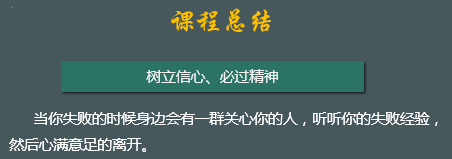 课程总结
树立信心、必过精神
当你失败的时候身边会有一群关心你的人，听听你的失败经验，
然后心满意足的离开。